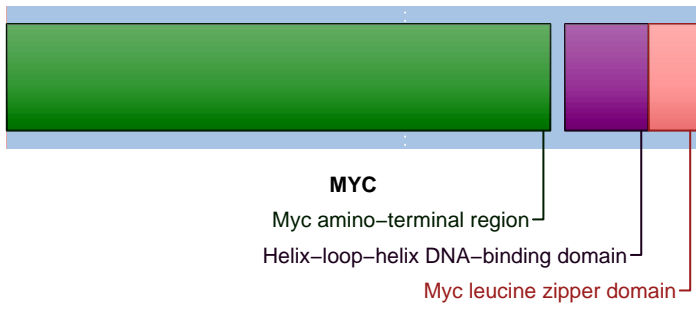 MYC
Myc amino−terminal region
Helix−loop−helix DNA−binding domain
Myc leucine zipper domain